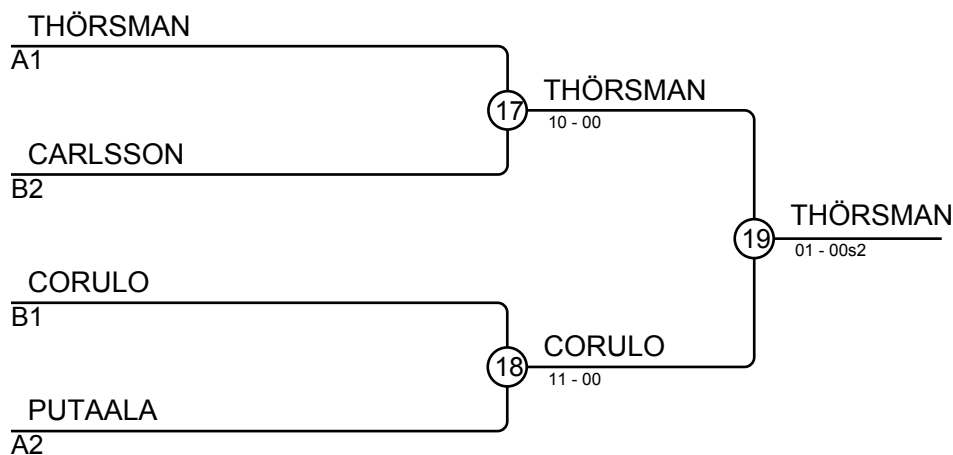 THÖRSMAN
A1
17
THÖRSMAN
10 - 00
CARLSSON
B2
19
THÖRSMAN
01 - 00s2
CORULO
B1
18
CORULO
11 - 00
PUTAALA
A2